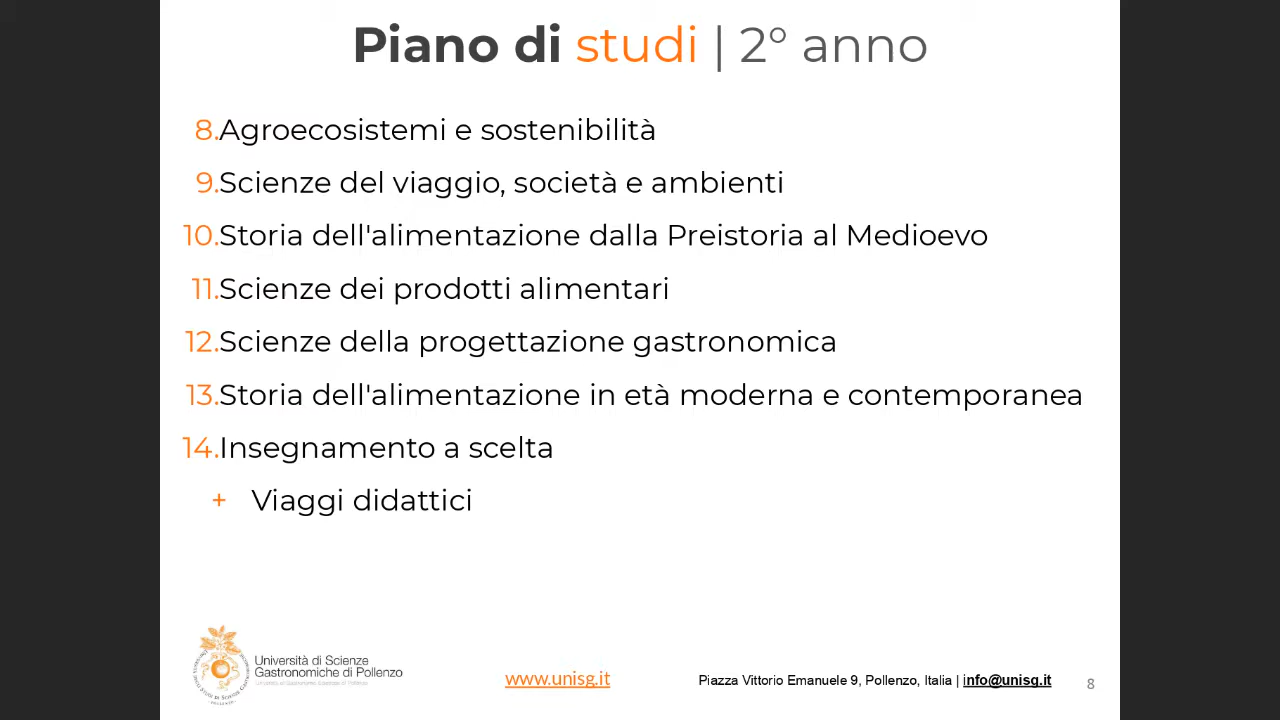 Piano di studi | 2° anno
8.Agroecosistemi e sostenibilità
9.Scienze del viaggio, società e ambienti
10.Storia dell'alimentazione dalla Preistoria al Medioevo
11.Scienze dei prodotti alimentari
12.Scienze della progettazione gastronomica
13.Storia dell'alimentazione in età moderna e contemporanea
14.Insegnamento a scelta
+ Viaggi didattici
Università di Scienze
Gastronomiche di Pollenzo
www.unisg.it
Piazza Vittorio Emanuele 9, Pollenzo, Italia | info@unisg.it
8